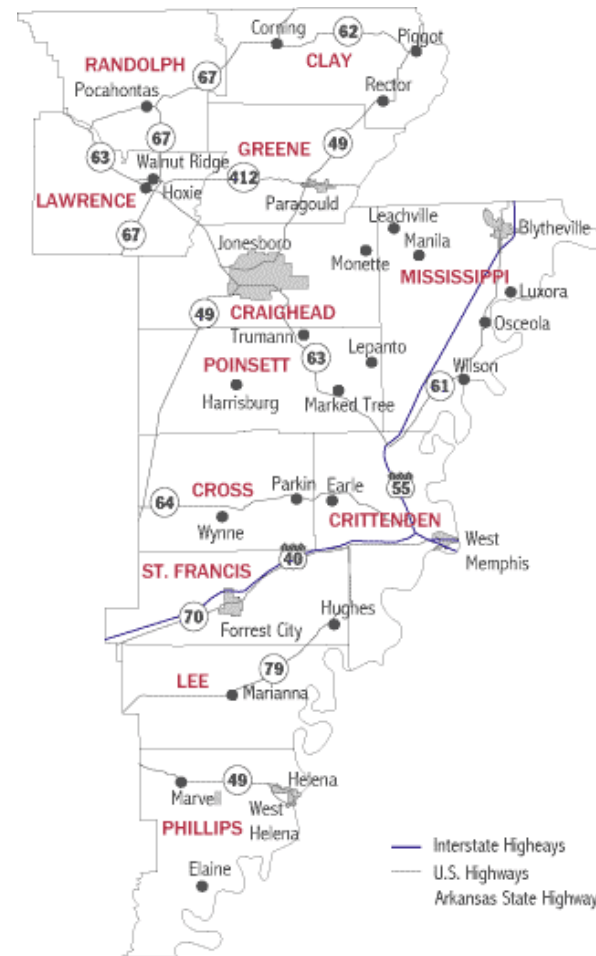 Corning
62
Piggot
RANDOLPH
CLAY
67
Pocahontas
Rector
67
GREENE
49
63
Walnut Ridge
412
LAWRENCE
Hoxie
Paragould
67
Leachville
Blytheville
Jonesboro
Manila
Monette
MISSISSIPPI
Luxora
49
CRAIGHEAD
Osceola
Trumann
63
Lepanto
POINSETT
Wilson
61
Harrisburg
Marked Tree
CROSS
Parkin
Earle
55
64
CRITTENDEN
Wynne
West
Memphis
40
ST. FRANCIS
70
Hughes
Forrest City
79
LEE
Marianna
49
Helena
Marvell
West
Helena
PHILLIPS
Elaine
Interstate Higheays
U.S. Highways
Arkansas State Highway